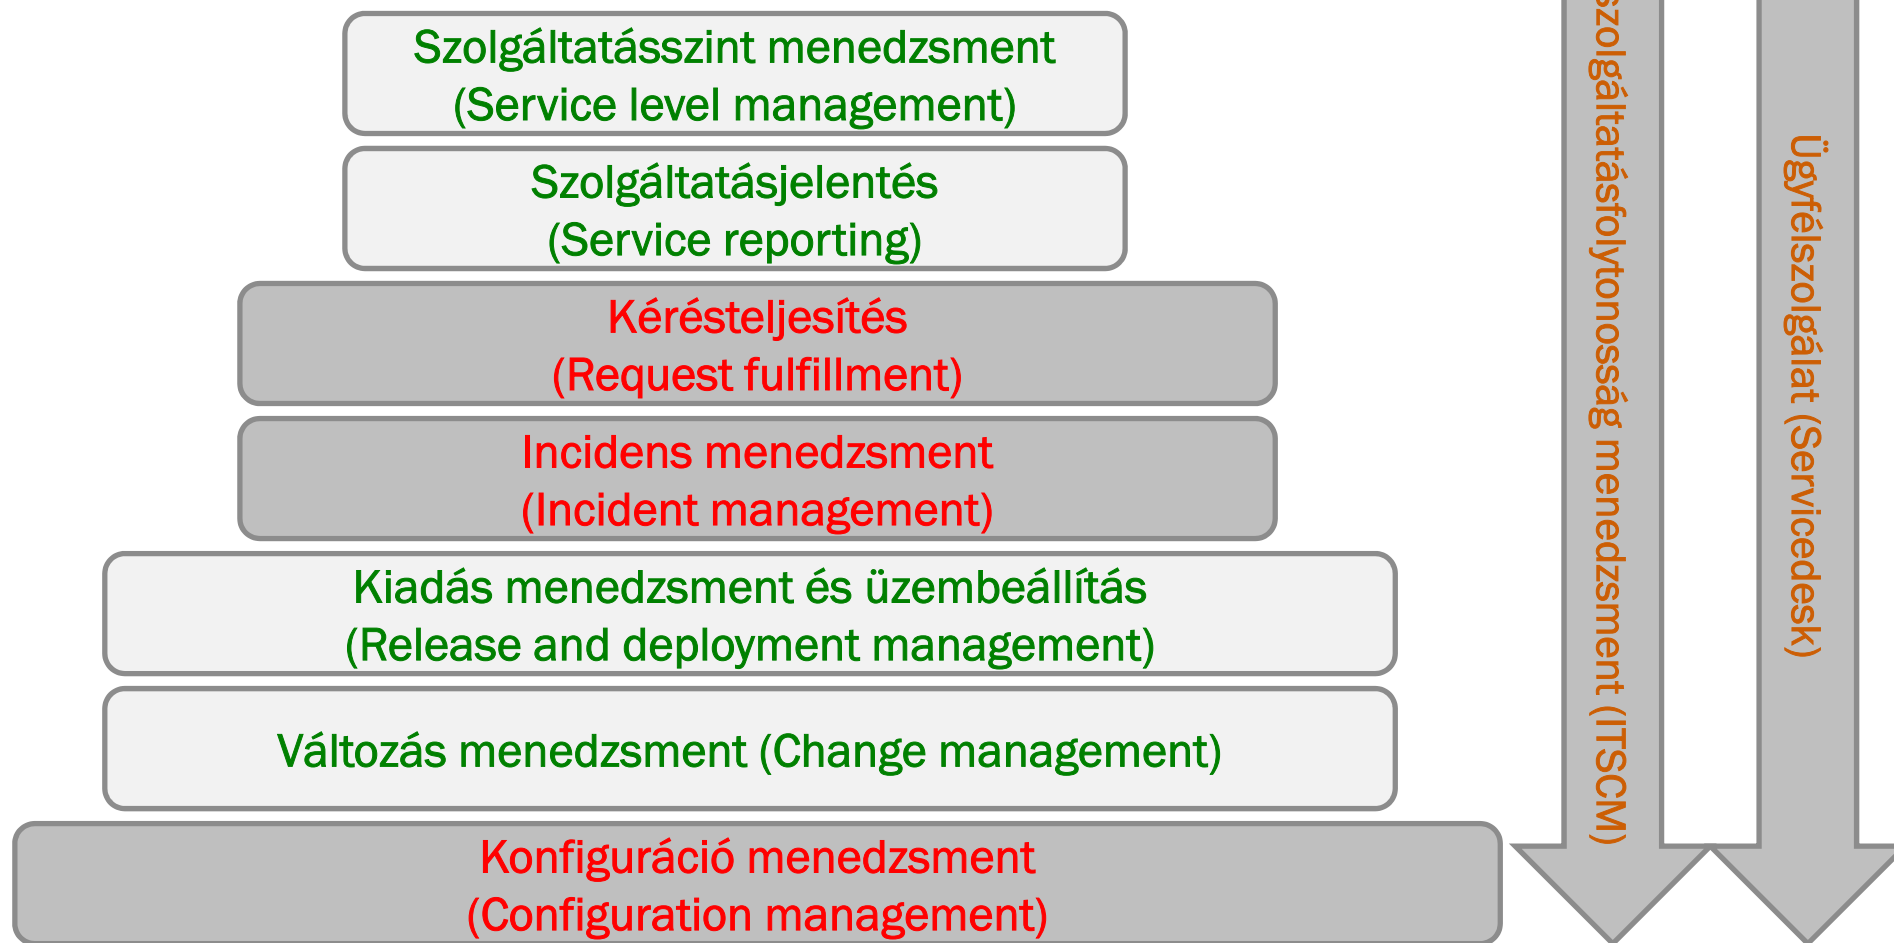 Szolgáltatásszint menedzsment
(Service level management)
Szolgáltatásjelentés
(Service reporting)
Kérésteljesítés
(Request fulfillment)
Incidens menedzsment
(Incident management)
Kiadás menedzsment és üzembeállítás
(Release and deployment management)
Változás menedzsment (Change management)
Konfiguráció menedzsment
(Configuration management)
szolgáltatásfolytonosság menedzsment (ITSCM)
Ügyfélszolgálat (Servicedesk)